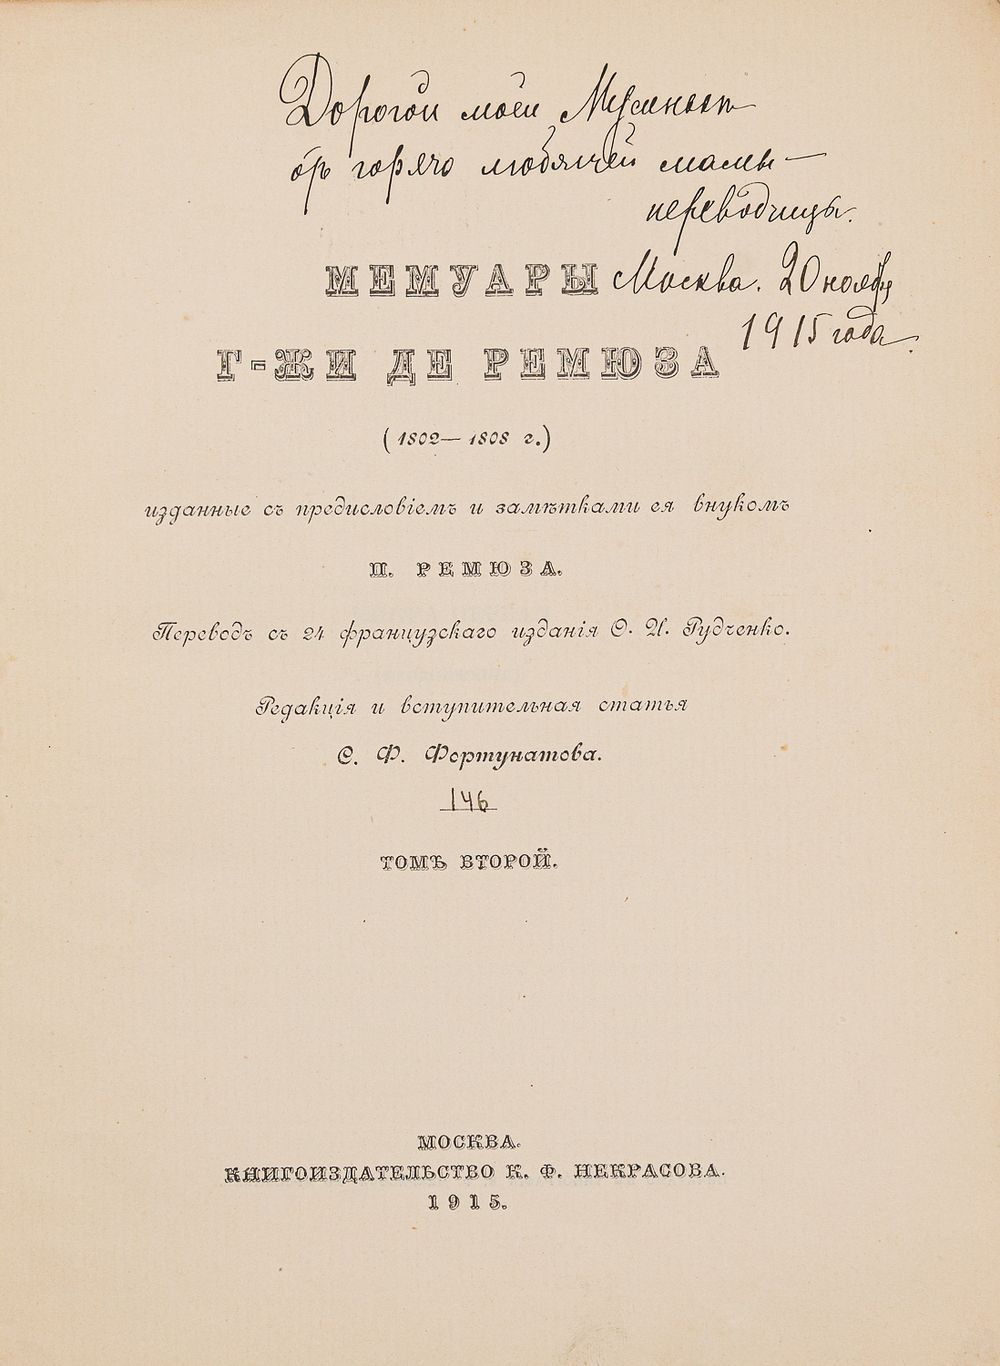 Дорогой моей
отъ горячо любящей мамы —
переводчицы.
Москва. 20 ноября
1915 года.
МЕМУАРЫ
Г-ЖИ ДЕ РЕМЮЗА
(1802— 1808 г.)
изданные съ предисловіемъ и замѣтками ея внукомъ
П. РЕМЮЗА.
Переводъ съ 24 французскаго изданія О. И. Рудченко.
Редакція и вступительная статья
С. Ф. Фортунатова.
146
ТОМЪ ВТОРОЙ.
МОСКВА.
КНИГОИЗДАТЕЛЬСТВО К. Ф. НЕКРАСОВА.
1915.